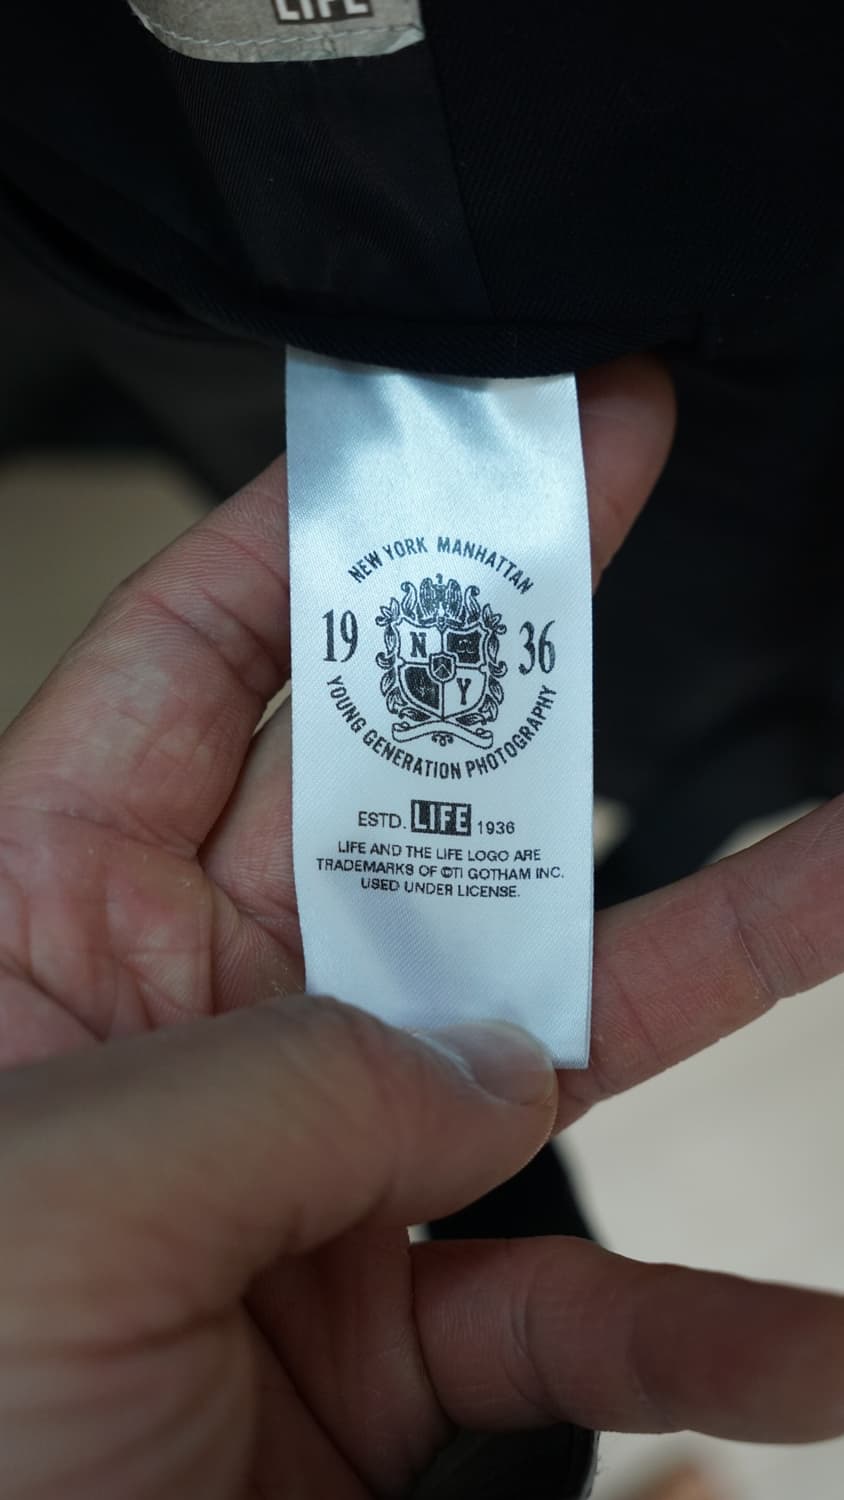 LIFE
NEW YORK MANHATTAN
19 36
N
Y
YOUNG GENERATION PHOTOGRAPHY
ESTD. LIFE 1936
LIFE AND THE LIFE LOGO ARE
TRADEMARKS OF ©TI GOTHAM INC.
USED UNDER LICENSE.